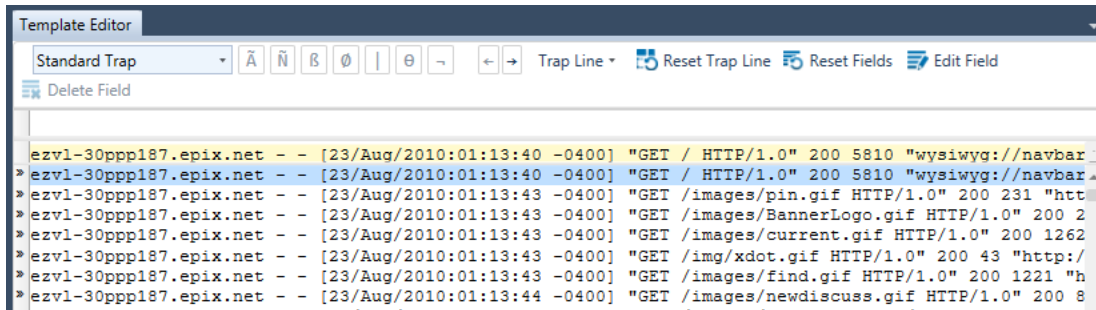 Template Editor
Standard Trap Ã Ñ ß Ø | θ ¬ ← → Trap Line Reset Trap Line Reset Fields Edit Field
Delete Field
ezvl-30ppp187.epix.net - - [23/Aug/2010:01:13:40 -0400] "GET / HTTP/1.0" 200 5810 "wysiwyg://navbar
» ezvl-30ppp187.epix.net - - [23/Aug/2010:01:13:40 -0400] "GET / HTTP/1.0" 200 5810 "wysiwyg://navbar
» ezvl-30ppp187.epix.net - - [23/Aug/2010:01:13:43 -0400] "GET /images/pin.gif HTTP/1.0" 200 231 "htt
» ezvl-30ppp187.epix.net - - [23/Aug/2010:01:13:43 -0400] "GET /images/BannerLogo.gif HTTP/1.0" 200 2
» ezvl-30ppp187.epix.net - - [23/Aug/2010:01:13:43 -0400] "GET /images/current.gif HTTP/1.0" 200 1262
» ezvl-30ppp187.epix.net - - [23/Aug/2010:01:13:43 -0400] "GET /img/xdot.gif HTTP/1.0" 200 43 "http:/
» ezvl-30ppp187.epix.net - - [23/Aug/2010:01:13:43 -0400] "GET /images/find.gif HTTP/1.0" 200 1221 "h
» ezvl-30ppp187.epix.net - - [23/Aug/2010:01:13:44 -0400] "GET /images/newdiscuss.gif HTTP/1.0" 200 8